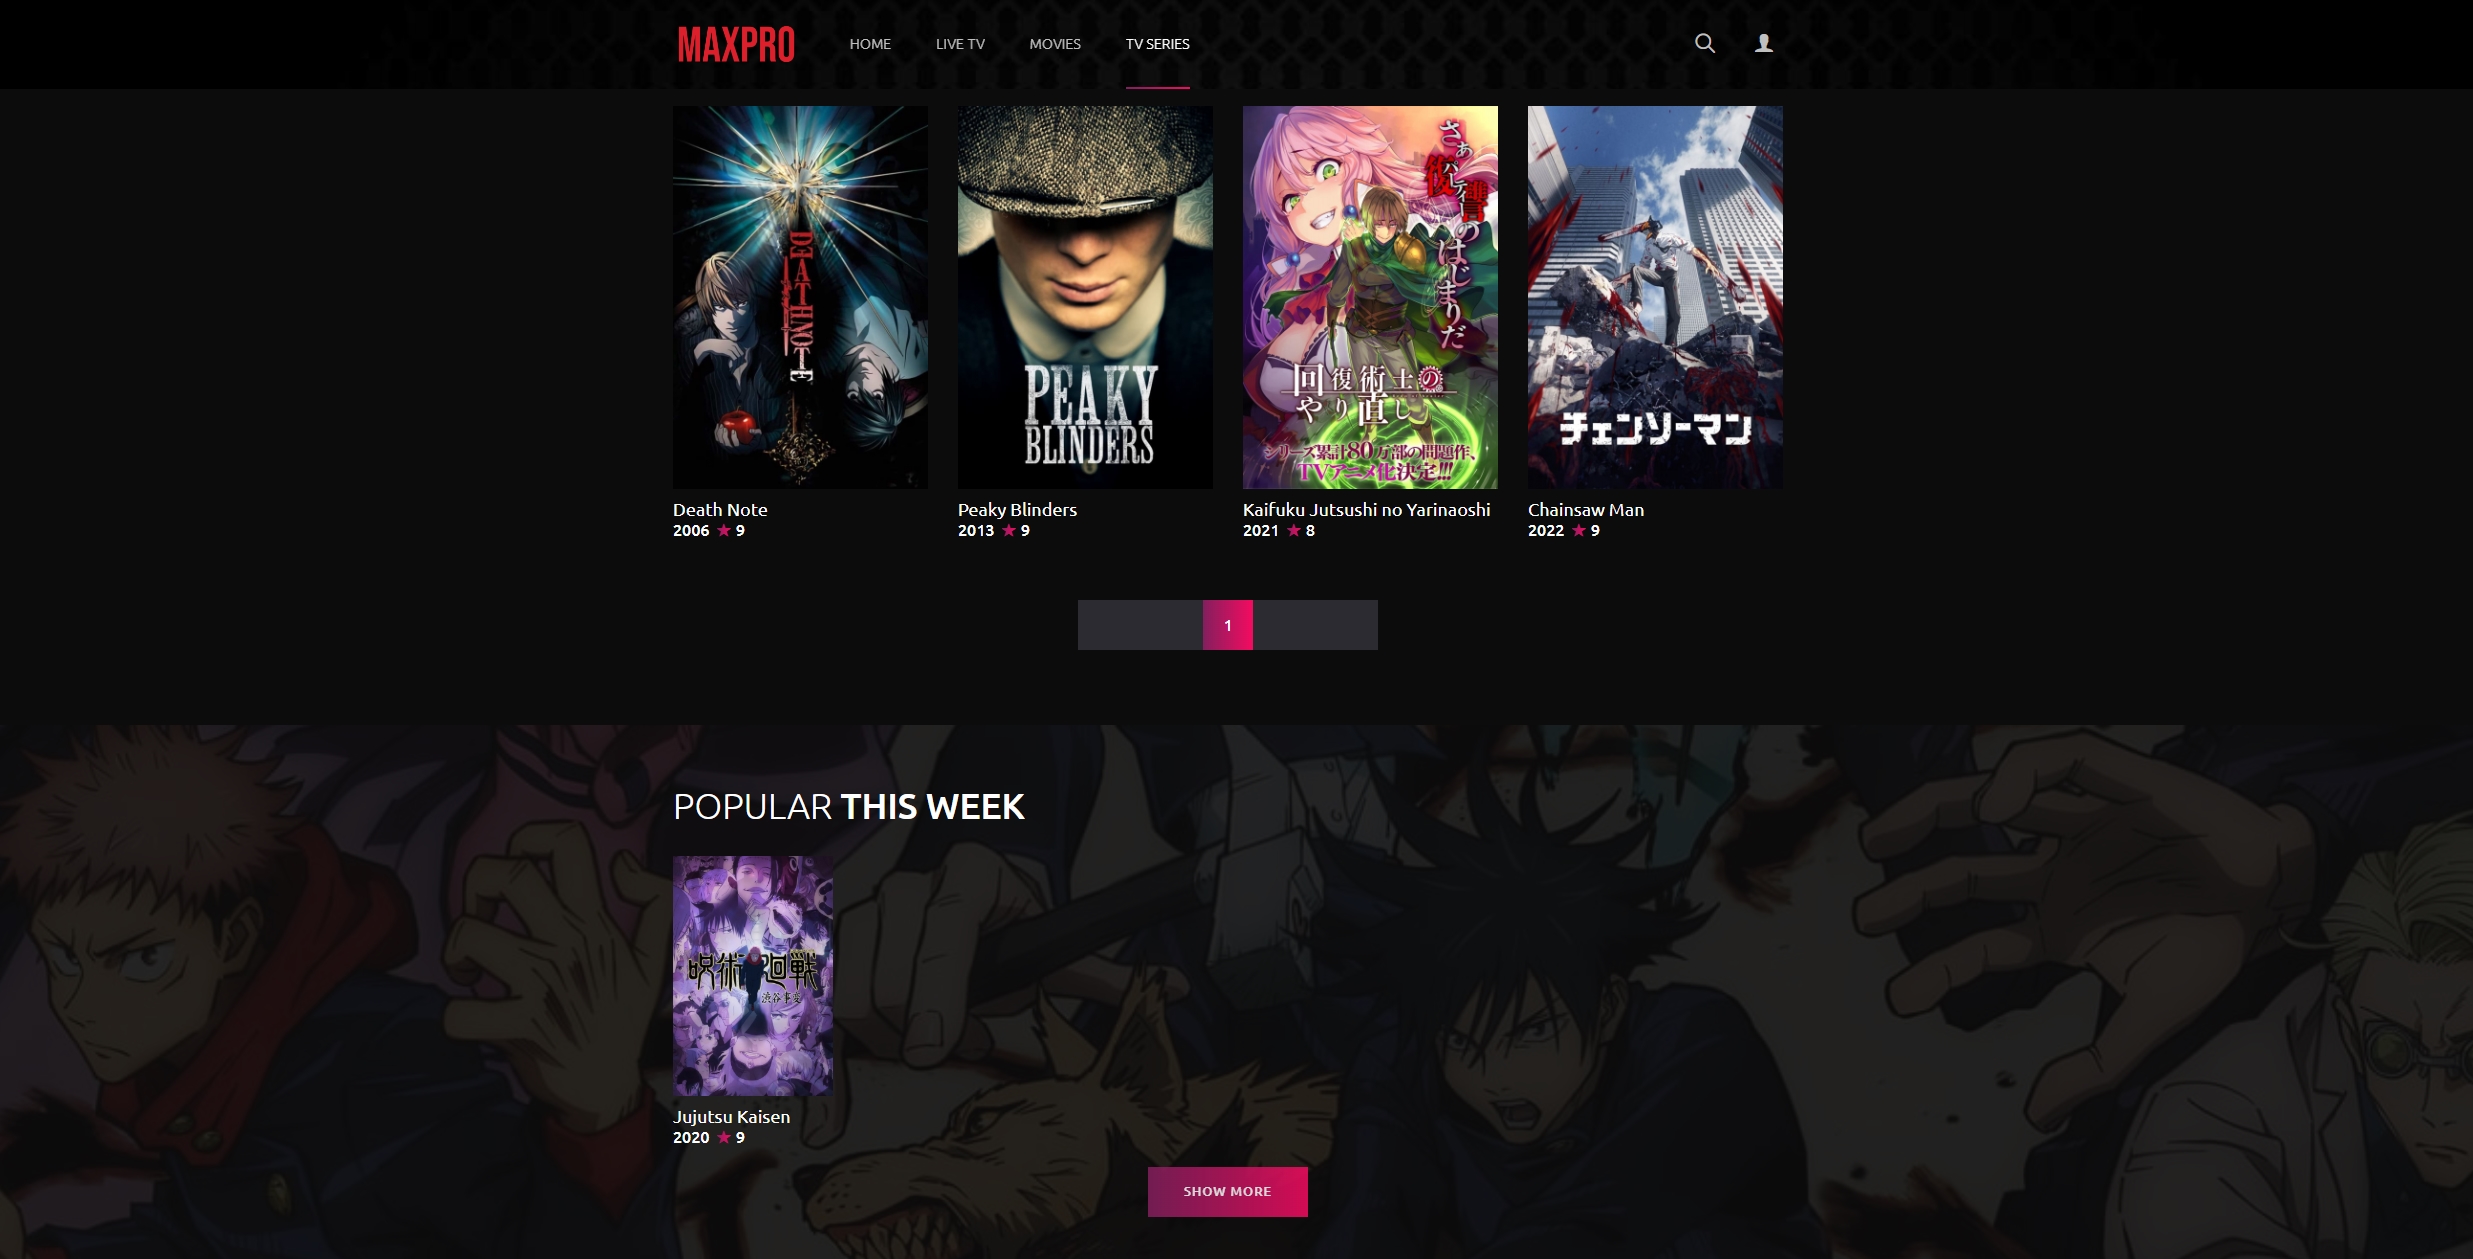 MAXPRO
HOME
LIVE TV
MOVIES
TV SERIES
DEATH NOTE
PEAKY
BLINDERS
さぁ
復讐
パーティーのはじまりだ
回復術士の
やり直し
シリーズ累計80万部の問題作、
TVアニメ化決定!!!
チェンソーマン
Death Note
2006 ★ 9
Peaky Blinders
2013 ★ 9
Kaifuku Jutsushi no Yarinaoshi
2021 ★ 8
Chainsaw Man
2022 ★ 9
1
POPULAR THIS WEEK
呪術廻戦
渋谷事変
Jujutsu Kaisen
2020 ★ 9
SHOW MORE